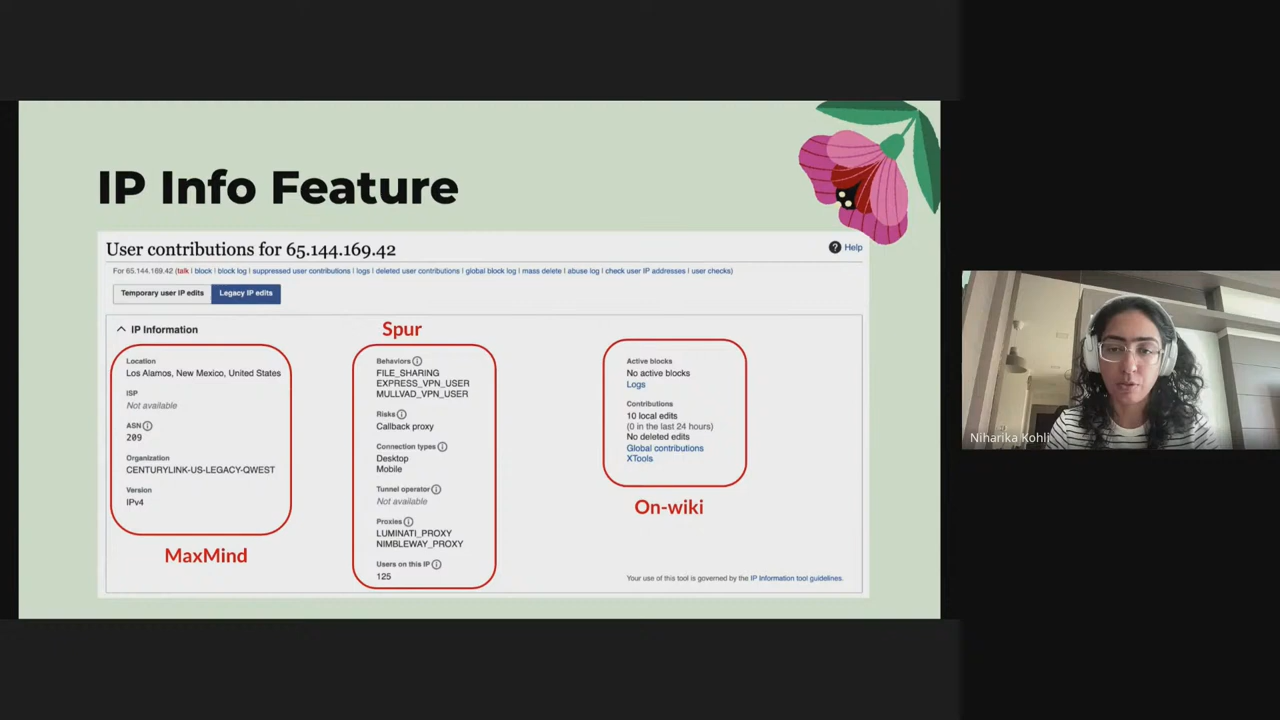 IP Info Feature
User contributions for 65.144.169.42
Help
For 65.144.169.42 (talk | block | block log | suppressed user contributions | logs | deleted user contributions | global block log | mass delete | abuse log | check user IP addresses | user checks)
Temporary user IP edits
Legacy IP edits
IP Information
Location
Los Alamos, New Mexico, United States
ISP
Not available
ASN
209
Organization
CENTURYLINK-US-LEGACY-QWEST
Version
IPv4
MaxMind
Spur
Behaviors
FILE_SHARING
EXPRESS_VPN_USER
MULLVAD_VPN_USER
Risks
Callback proxy
Connection types
Desktop
Mobile
Tunnel operator
Not available
Proxies
LUMINATI_PROXY
NIMBLEWAY_PROXY
Users on this IP
125
Active blocks
No active blocks
Logs
Contributions
10 local edits
(0 in the last 24 hours)
No deleted edits
Global contributions
XTools
On-wiki
Your use of this tool is governed by the IP Information tool guidelines.
Niharika Kohli